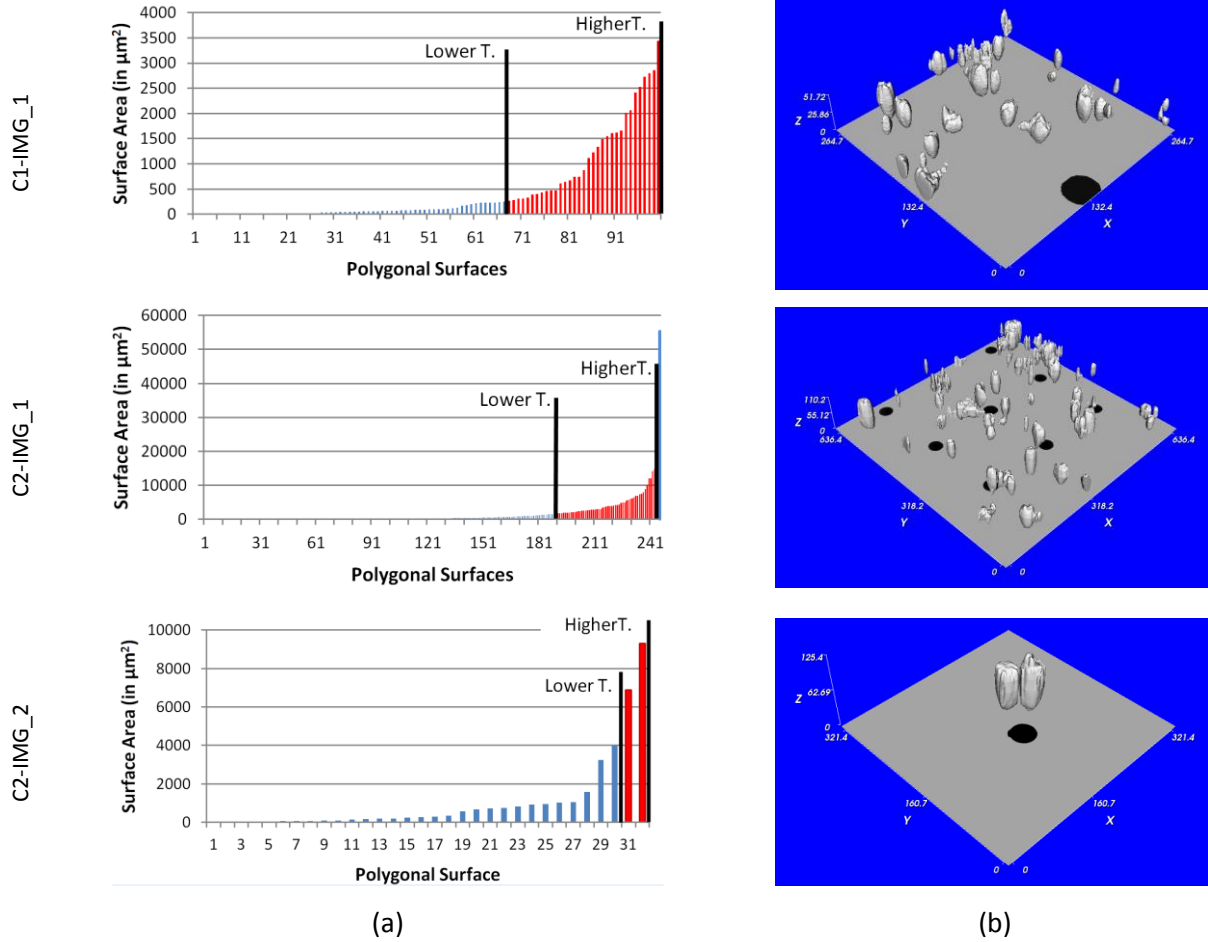 C1-IMG_1
Surface Area (in µm²)
4000
3500
3000
2500
2000
1500
1000
500
0
Lower T.
HigherT.
1 11 21 31 41 51 61 71 81 91
Polygonal Surfaces
51.72
25.86
Z
0
264.7
264.7
132.4
132.4
Y
X
0 0
C2-IMG_1
Surface Area (in µm²)
60000
50000
40000
30000
20000
10000
0
Lower T.
HigherT.
1 31 61 91 121 151 181 211 241
Polygonal Surfaces
110.2
55.12
Z
0
636.4
636.4
318.2
318.2
Y
X
0 0
C2-IMG_2
Surface Area (in µm²)
10000
8000
6000
4000
2000
0
HigherT.
Lower T.
1 3 5 7 9 11 13 15 17 19 21 23 25 27 29 31
Polygonal Surface
125.4
62.69
Z
0
321.4
321.4
160.7
160.7
Y
X
0 0
(a)
(b)